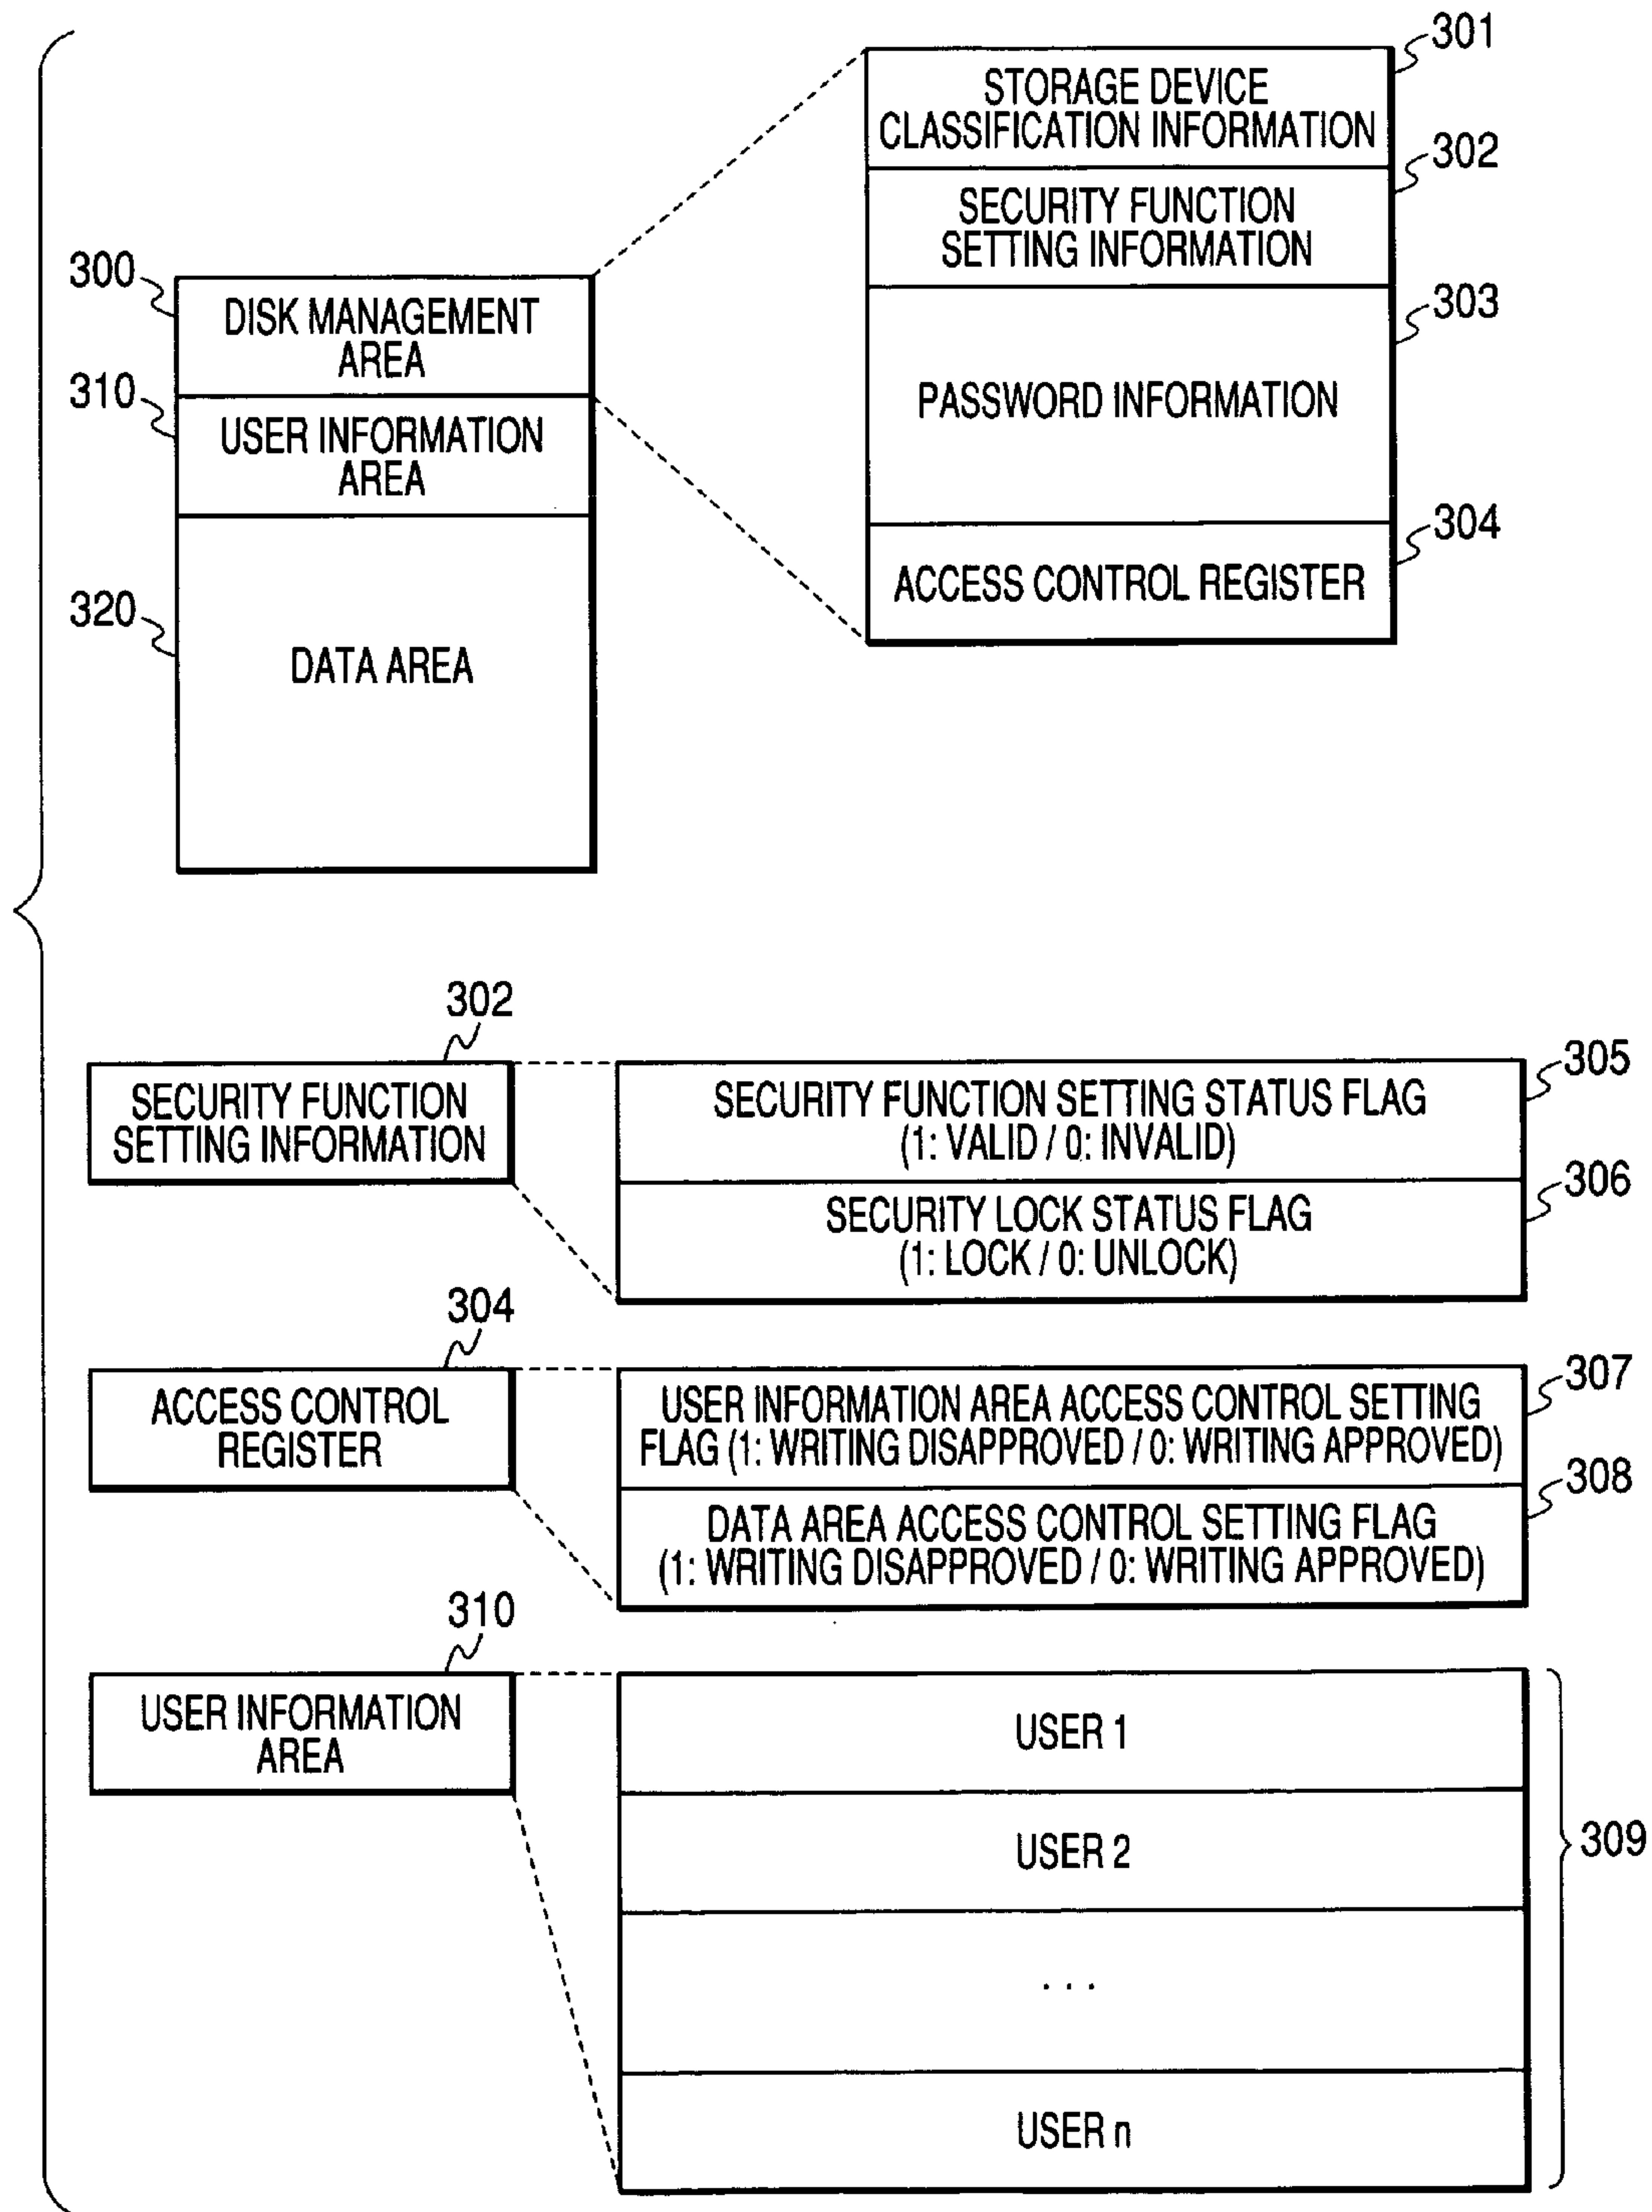 301
STORAGE DEVICE
CLASSIFICATION INFORMATION
302
SECURITY FUNCTION
SETTING INFORMATION
303
PASSWORD INFORMATION
304
ACCESS CONTROL REGISTER
300
DISK MANAGEMENT
AREA
310
USER INFORMATION
AREA
320
DATA AREA
302
SECURITY FUNCTION
SETTING INFORMATION
305
SECURITY FUNCTION SETTING STATUS FLAG
(1: VALID / 0: INVALID)
306
SECURITY LOCK STATUS FLAG
(1: LOCK / 0: UNLOCK)
304
ACCESS CONTROL
REGISTER
307
USER INFORMATION AREA ACCESS CONTROL SETTING
FLAG (1: WRITING DISAPPROVED / 0: WRITING APPROVED)
308
DATA AREA ACCESS CONTROL SETTING FLAG
(1: WRITING DISAPPROVED / 0: WRITING APPROVED)
310
USER INFORMATION
AREA
USER 1
USER 2
. . .
USER n
309